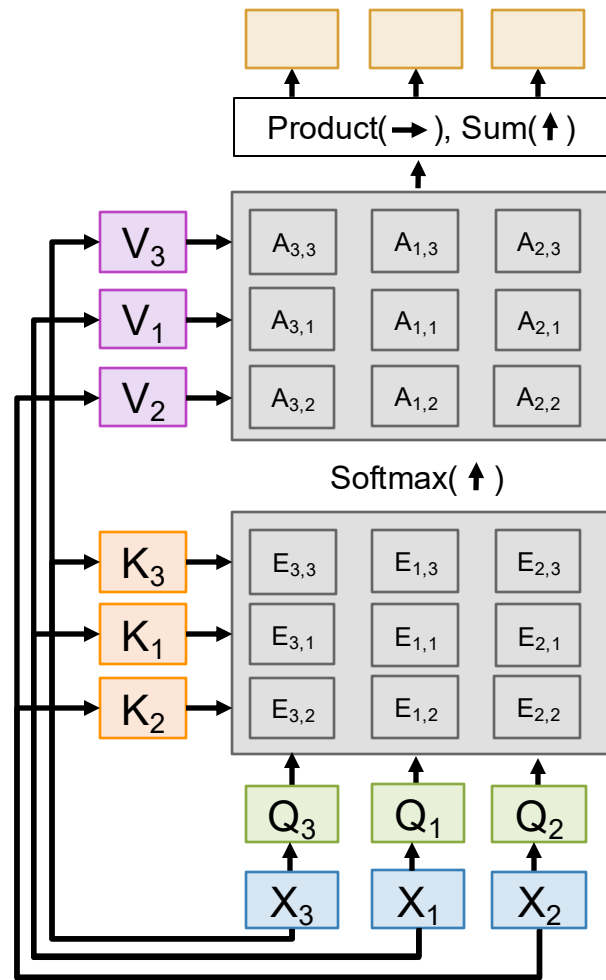 Product(→), Sum(↑)
V3 A3,3 A1,3 A2,3
V1 A3,1 A1,1 A2,1
V2 A3,2 A1,2 A2,2
Softmax(↑)
K3 E3,3 E1,3 E2,3
K1 E3,1 E1,1 E2,1
K2 E3,2 E1,2 E2,2
Q3 Q1 Q2
X3 X1 X2